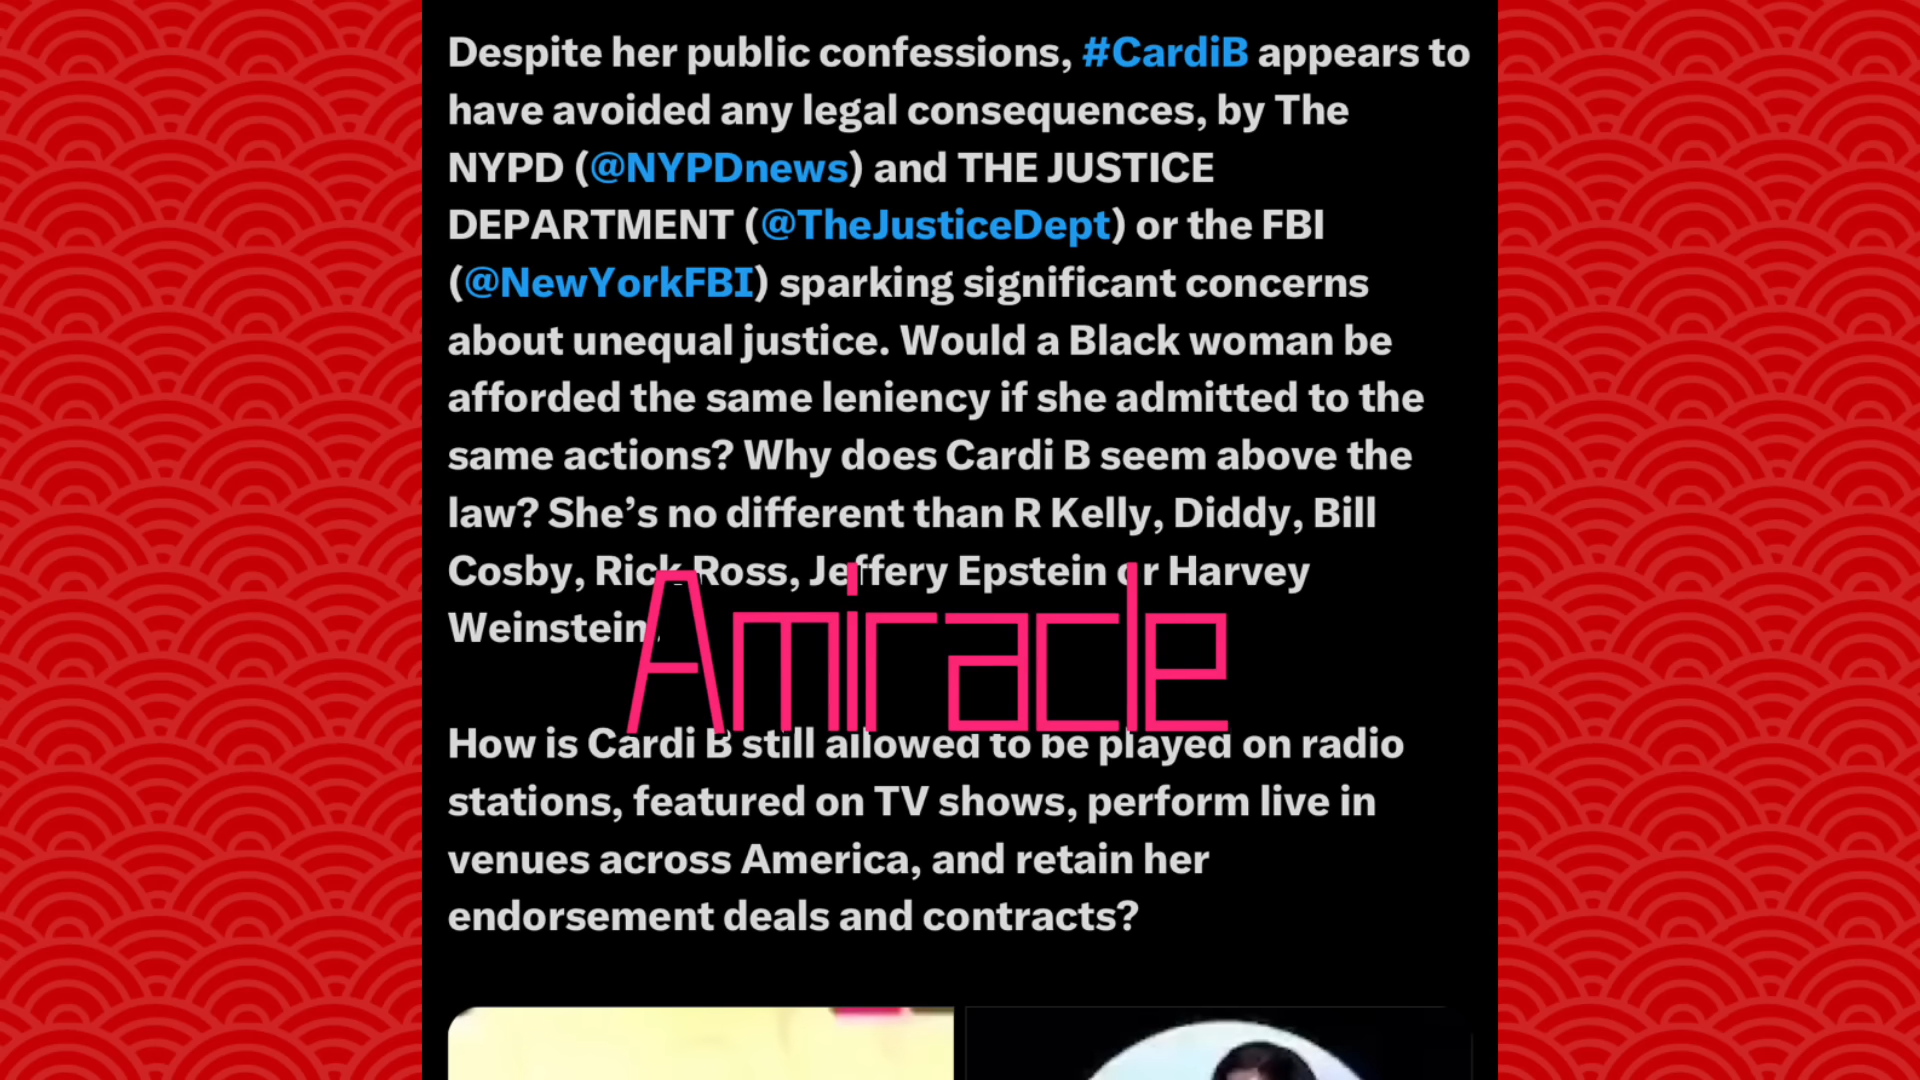 Despite her public confessions, #CardiB appears to
have avoided any legal consequences, by The
NYPD (@NYPDnews) and THE JUSTICE
DEPARTMENT (@TheJusticeDept) or the FBI
(@NewYorkFBI) sparking significant concerns
about unequal justice. Would a Black woman be
afforded the same leniency if she admitted to the
same actions? Why does Cardi B seem above the
law? She’s no different than R Kelly, Diddy, Bill
Cosby, Rick Ross, Jeffery Epstein or Harvey
Weinstein.
Amiracle
How is Cardi B still allowed to be played on radio
stations, featured on TV shows, perform live in
venues across America, and retain her
endorsement deals and contracts?